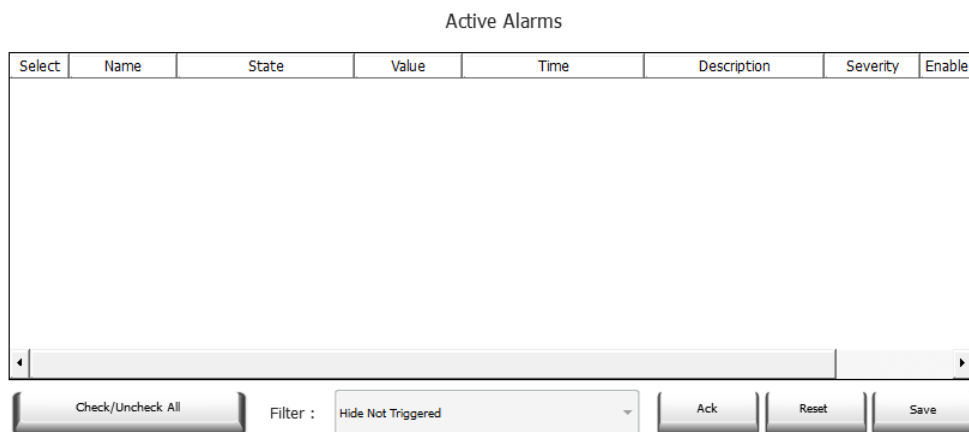 Active Alarms
Select Name State Value Time Description Severity Enable
Check/Uncheck All Filter : Hide Not Triggered Ack Reset Save